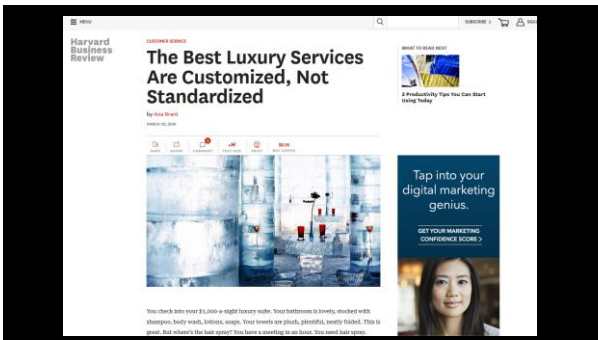 MENU
SUBSCRIBE >
SIGN
Harvard
Business
Review
CUSTOMER SERVICE
The Best Luxury Services
Are Customized, Not
Standardized
by Ana Brant
WHAT TO READ NEXT
2 Productivity Tips You Can Start
Using Today
Tap into your
digital marketing
genius.
GET YOUR MARKETING
CONFIDENCE SCORE >
You check into your $1,000-a-night luxury suite. Your bathroom is lovely, stocked with
shampoo, body wash, lotions, soaps. Your towels are plush, plentiful, neatly folded. This is
great. But where's the hair spray? You have a meeting in an hour. You need hair spray.